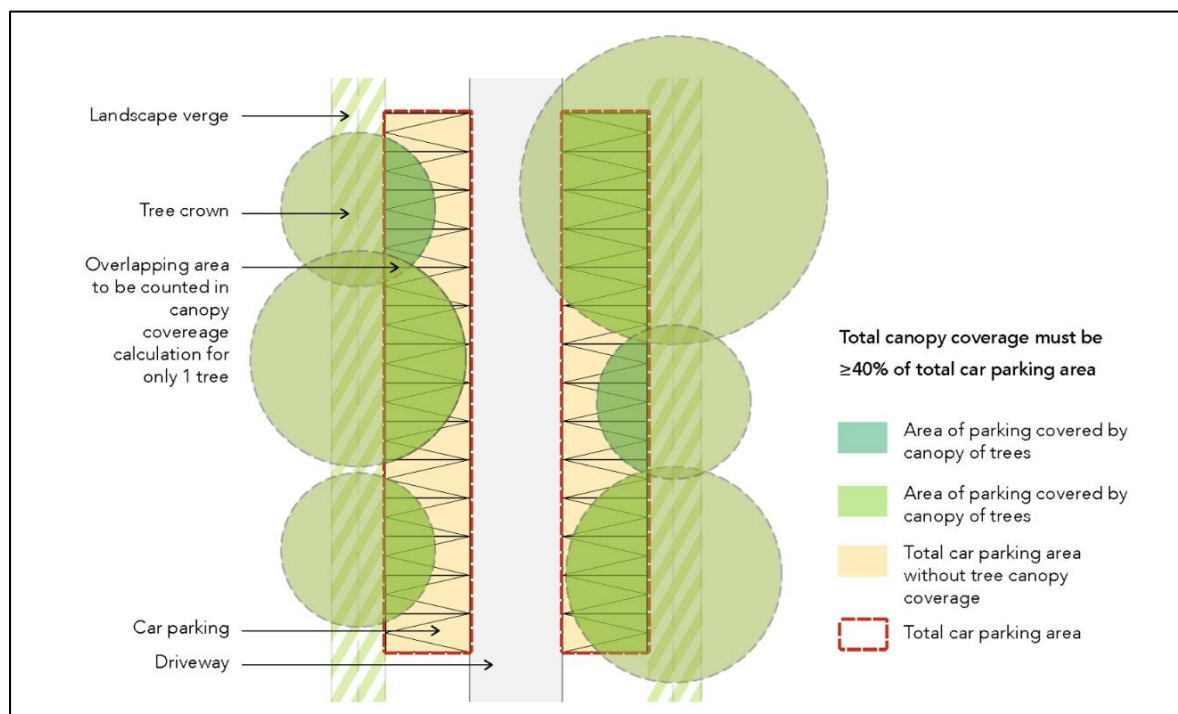 Landscape verge
Tree crown
Overlapping area
to be counted in
canopy
covereage
calculation for
only 1 tree
Car parking
Driveway
Total canopy coverage must be
≥40% of total car parking area
Area of parking covered by
canopy of trees
Area of parking covered by
canopy of trees
Total car parking area
without tree canopy
coverage
Total car parking area